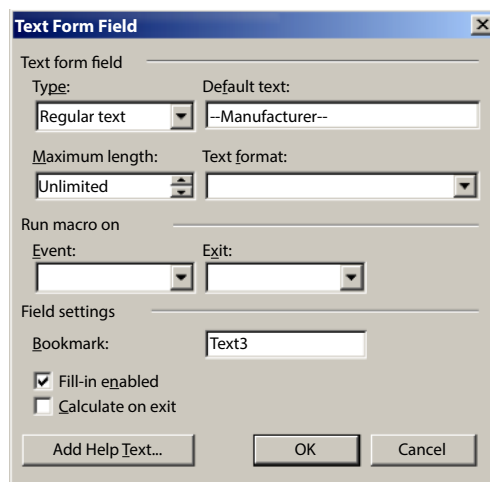 Text Form Field
Text form field
Type: Default text:
Regular text --Manufacturer--
Maximum length: Text format:
Unlimited
Run macro on
Event: Exit:
Field settings
Bookmark: Text3
Fill-in enabled
Calculate on exit
Add Help Text... OK Cancel